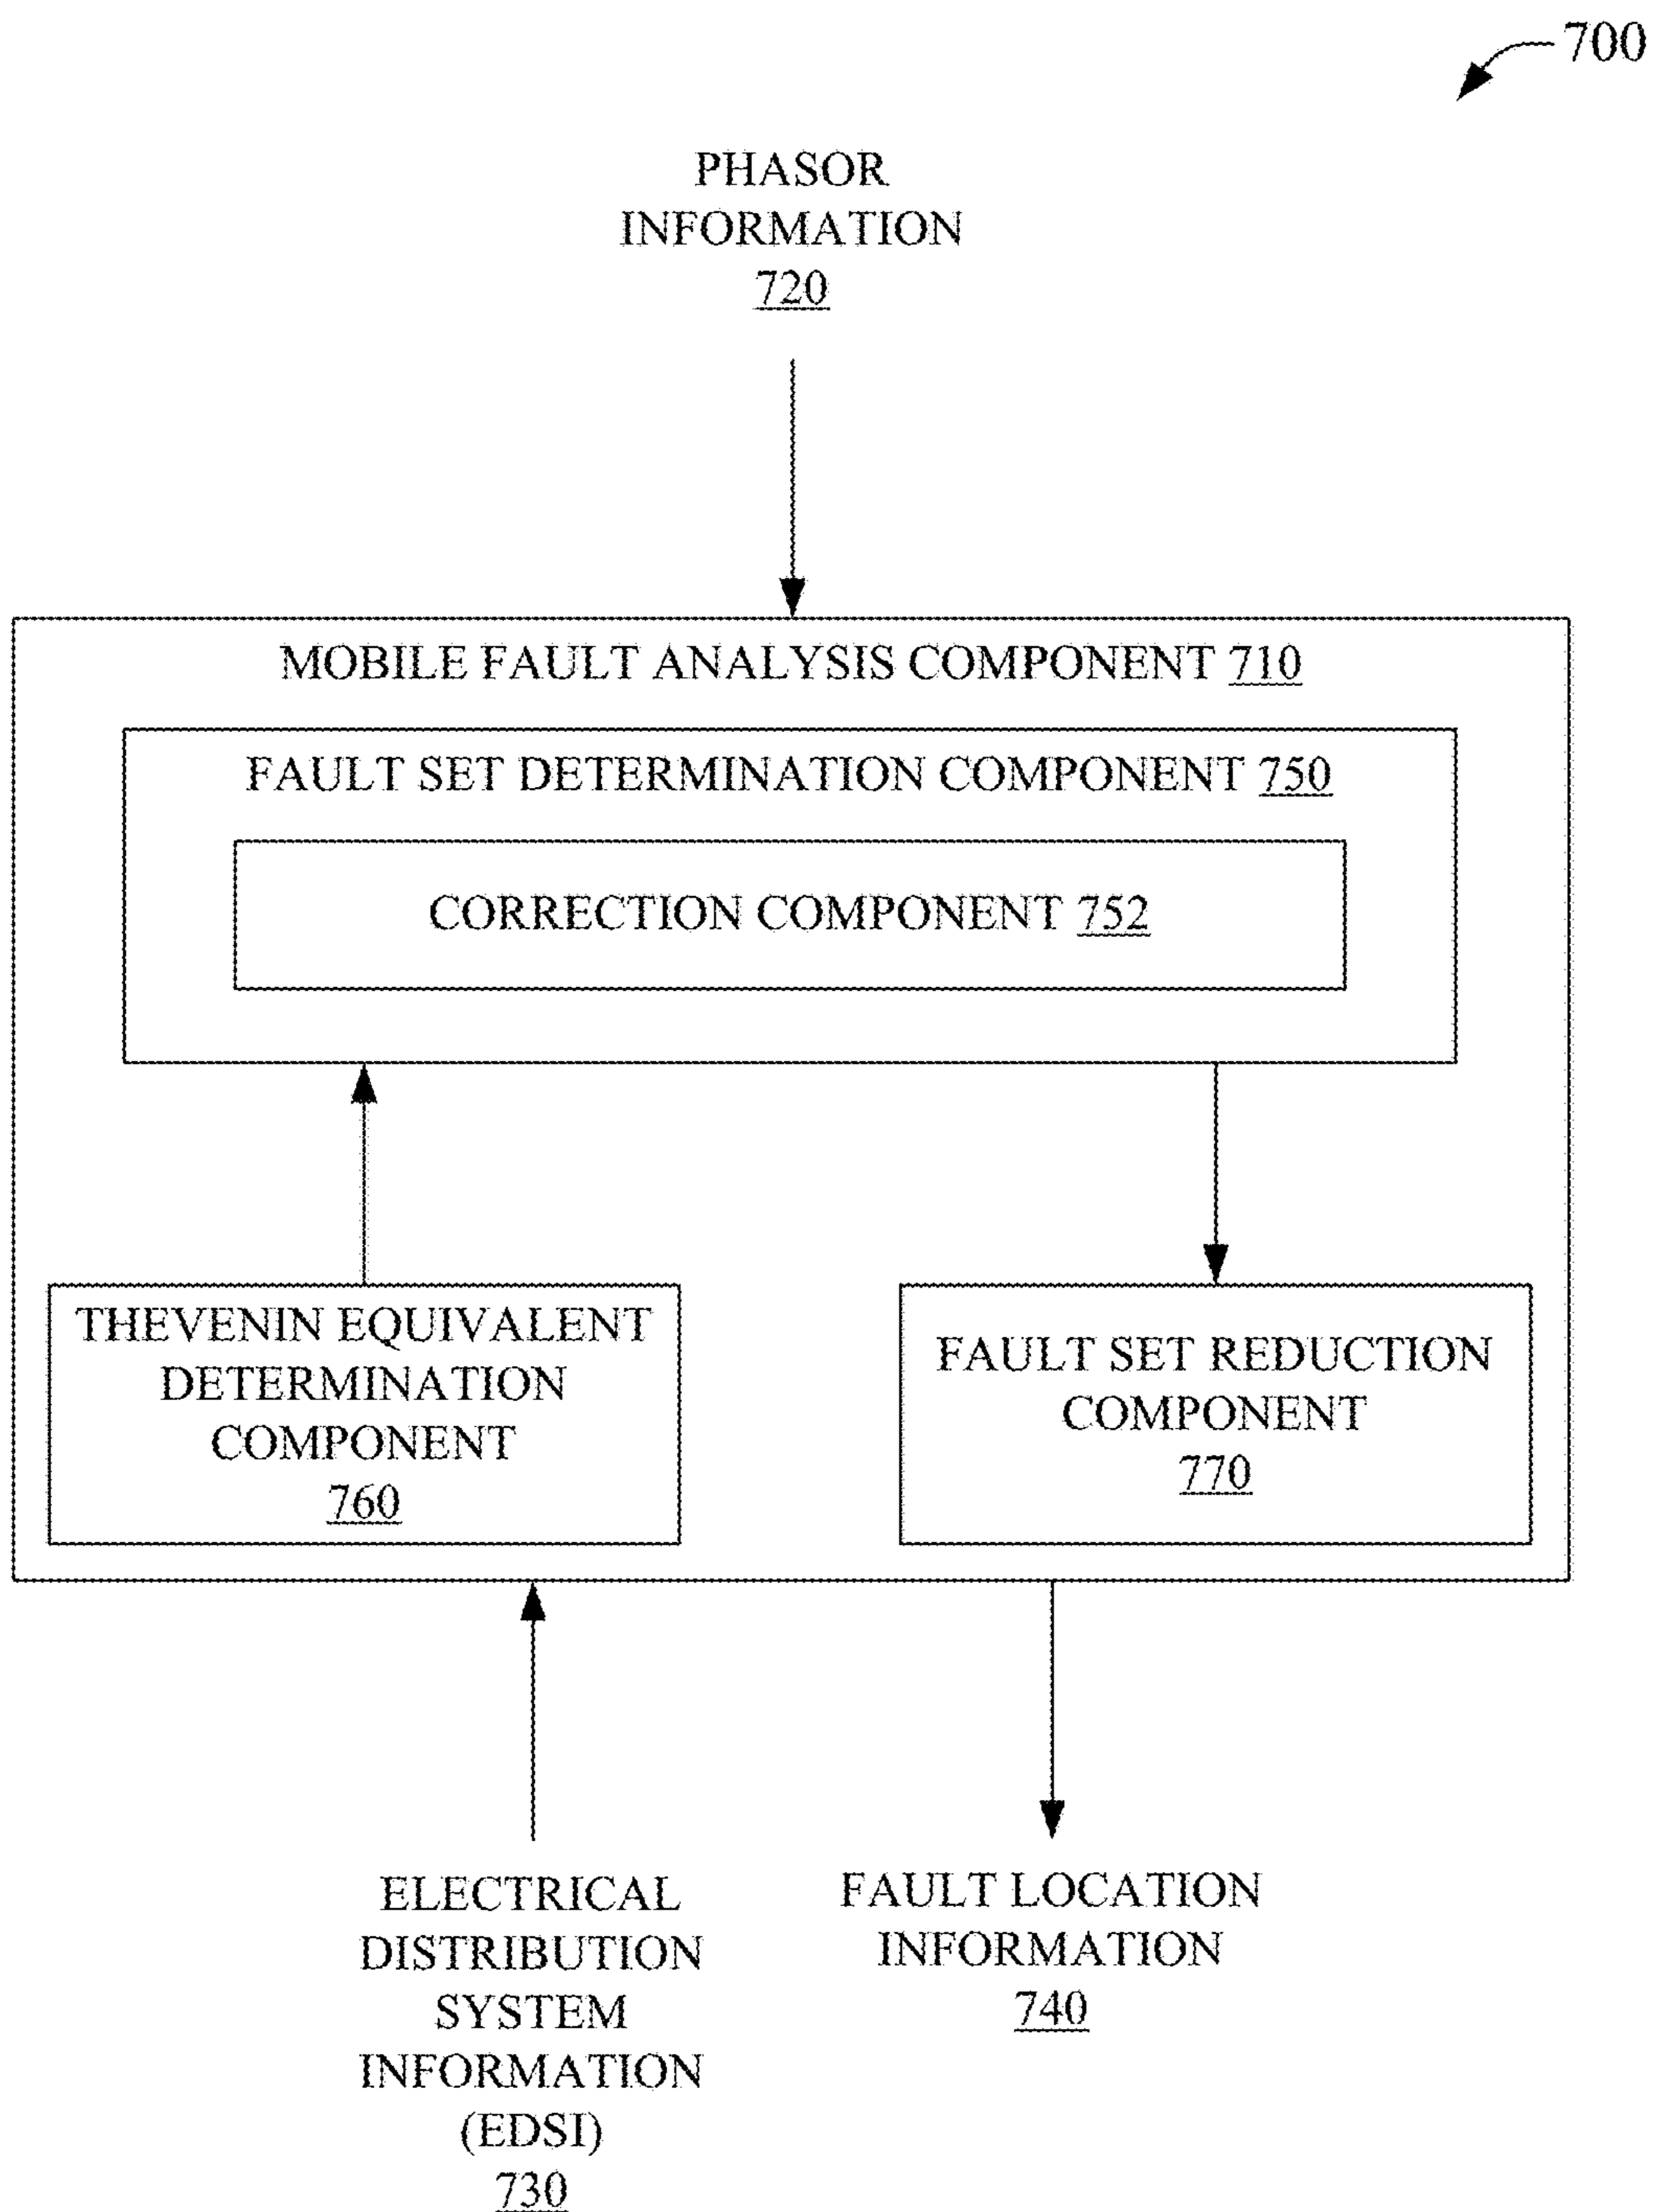 700
PHASOR
INFORMATION
720
MOBILE FAULT ANALYSIS COMPONENT 710
FAULT SET DETERMINATION COMPONENT 750
CORRECTION COMPONENT 752
THEVENIN EQUIVALENT
DETERMINATION
COMPONENT
760
FAULT SET REDUCTION
COMPONENT
770
ELECTRICAL
DISTRIBUTION
SYSTEM
INFORMATION
(EDSI)
730
FAULT LOCATION
INFORMATION
740